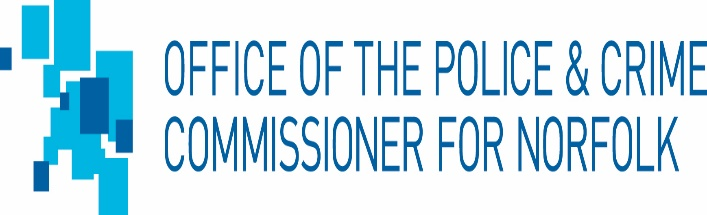 OFFICE OF THE POLICE & CRIME
COMMISSIONER FOR NORFOLK